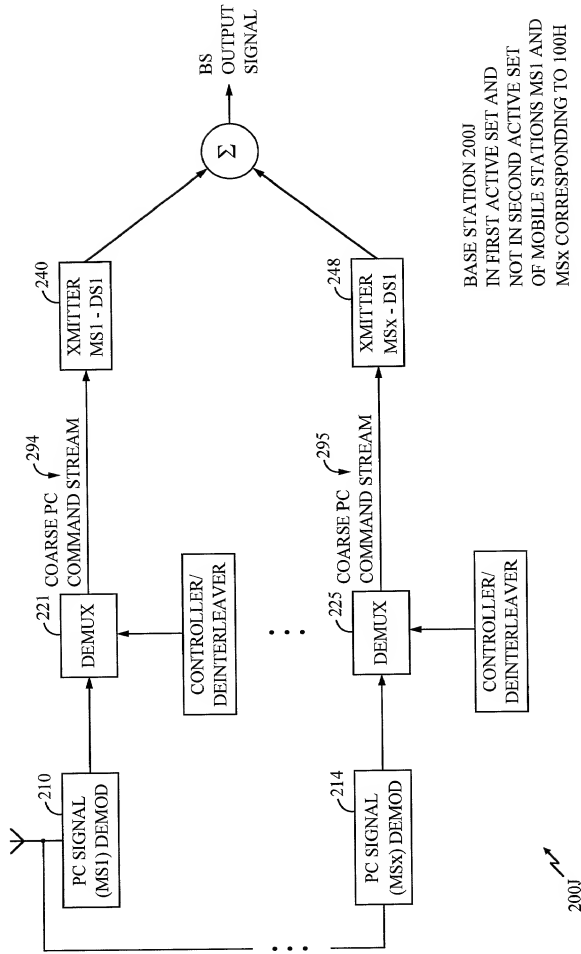 210
PC SIGNAL
(MS1) DEMOD
221
DEMUX
CONTROLLER/
DEINTERLEAVER
294
COARSE PC
COMMAND STREAM
240
XMITTER
MS1 - DS1
Σ
BS
OUTPUT
SIGNAL
214
PC SIGNAL
(MSx) DEMOD
225
DEMUX
CONTROLLER/
DEINTERLEAVER
295
COARSE PC
COMMAND STREAM
248
XMITTER
MSx - DS1
200J
BASE STATION 200J
IN FIRST ACTIVE SET AND
NOT IN SECOND ACTIVE SET
OF MOBILE STATIONS MS1 AND
MSx CORRESPONDING TO 100H